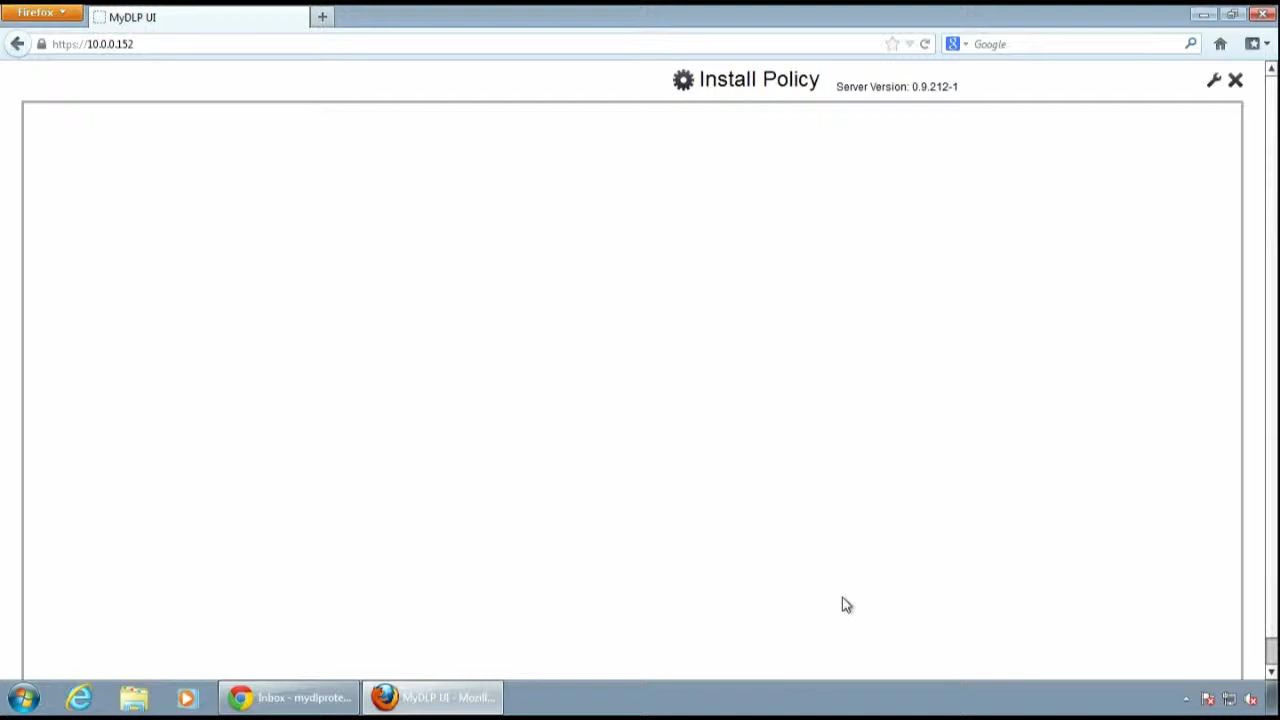 Firefox
MyDLP UI
https://10.0.0.152
Google
Install Policy
Server Version: 0.9.212-1
Inbox - mydlprote...
MyDLP UI - Mozill...